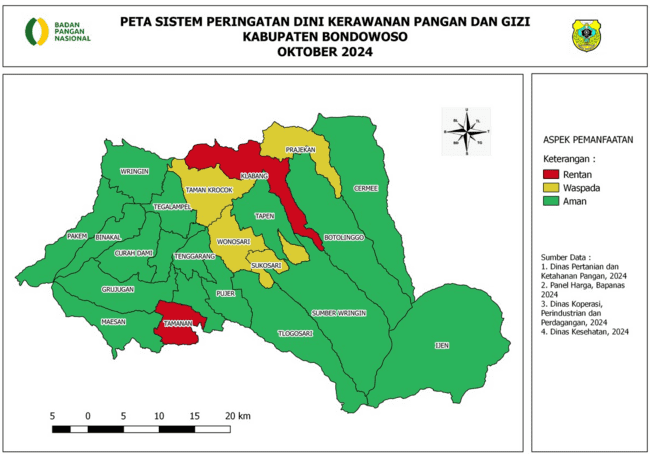 BADAN
PANGAN
NASIONAL
PETA SISTEM PERINGATAN DINI KERAWANAN PANGAN DAN GIZI
KABUPATEN BONDOWOSO
OKTOBER 2024
PRAJEKAN
WRINGIN
KLABANG
CERMEE
TAMAN KROCOK
TEGALAMPEL
TAPEN
PAKEM
BINAKAL
BOTOLINGGO
WONOSARI
CURAH DAMI
TENGGARANG
SUKOSARI
GRUJUGAN
PUJER
SUMBER WRINGIN
MAESAN
TAMANAN
TLOGOSARI
IJEN
5 0 5 10 15 20 km
ASPEK PEMANFAATAN
Keterangan :
Rentan
Waspada
Aman
Sumber Data :
1. Dinas Pertanian dan
Ketahanan Pangan, 2024
2. Panel Harga, Bapanas
2024
3. Dinas Koperasi,
Perindustrian dan
Perdagangan, 2024
4. Dinas Kesehatan, 2024